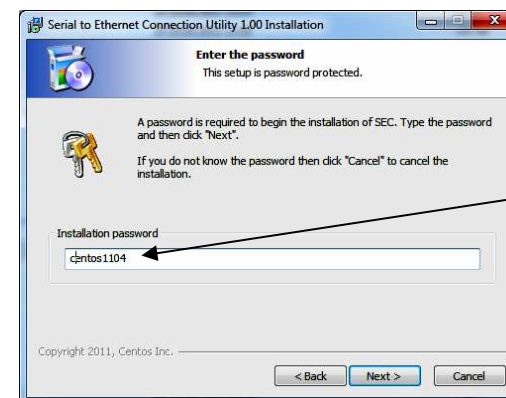 Serial to Ethernet Connection Utility 1.00 Installation
Enter the password
This setup is password protected.
A password is required to begin the installation of SEC. Type the password
and then click "Next".
If you do not know the password then click "Cancel" to cancel the
installation.
Installation password
centos1104
Copyright 2011, Centos Inc.
< Back
Next >
Cancel